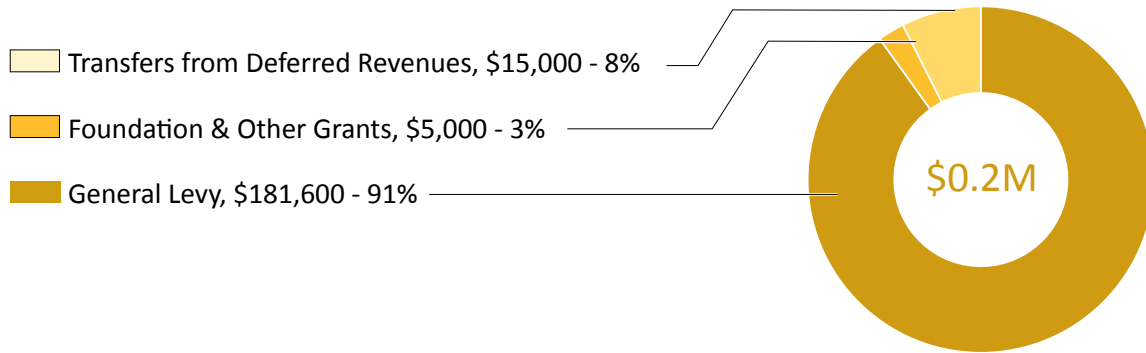 Transfers from Deferred Revenues, $15,000 - 8%
Foundation & Other Grants, $5,000 - 3%
General Levy, $181,600 - 91%
$0.2M